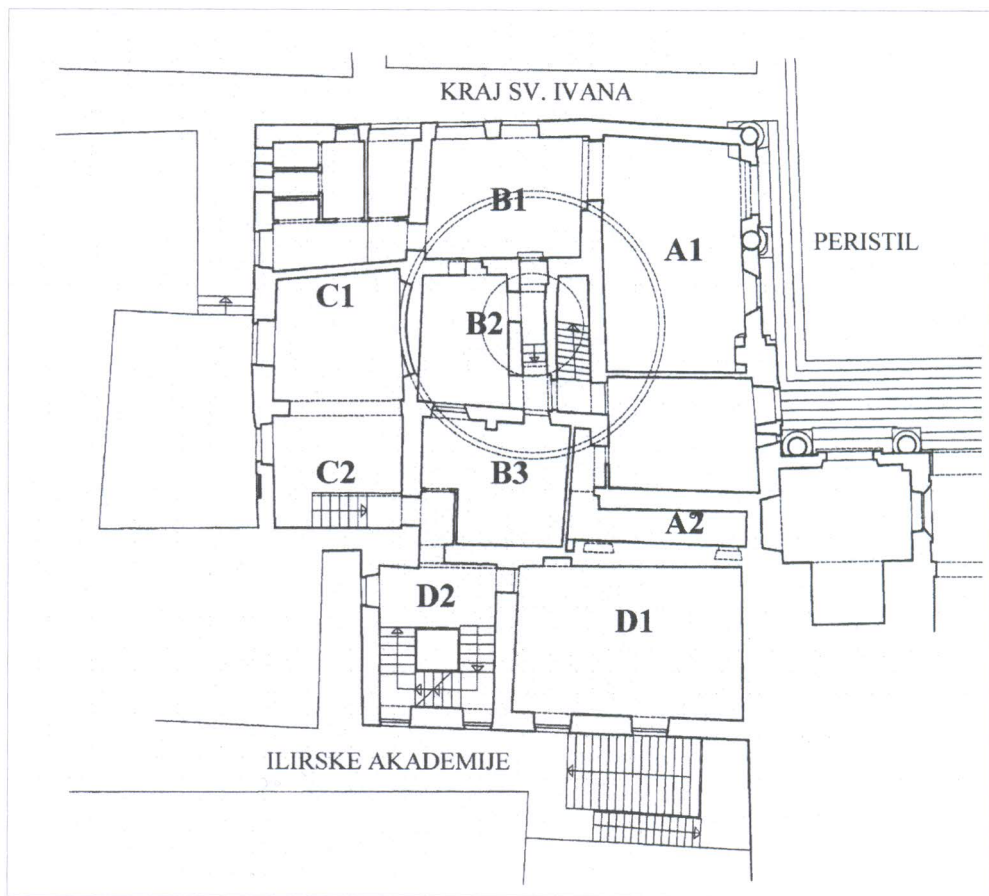 KRAJ SV. IVANA
B1
A1
PERISTIL
C1
B2
C2
B3
A2
D2
D1
ILIRSKE AKADEMIJE